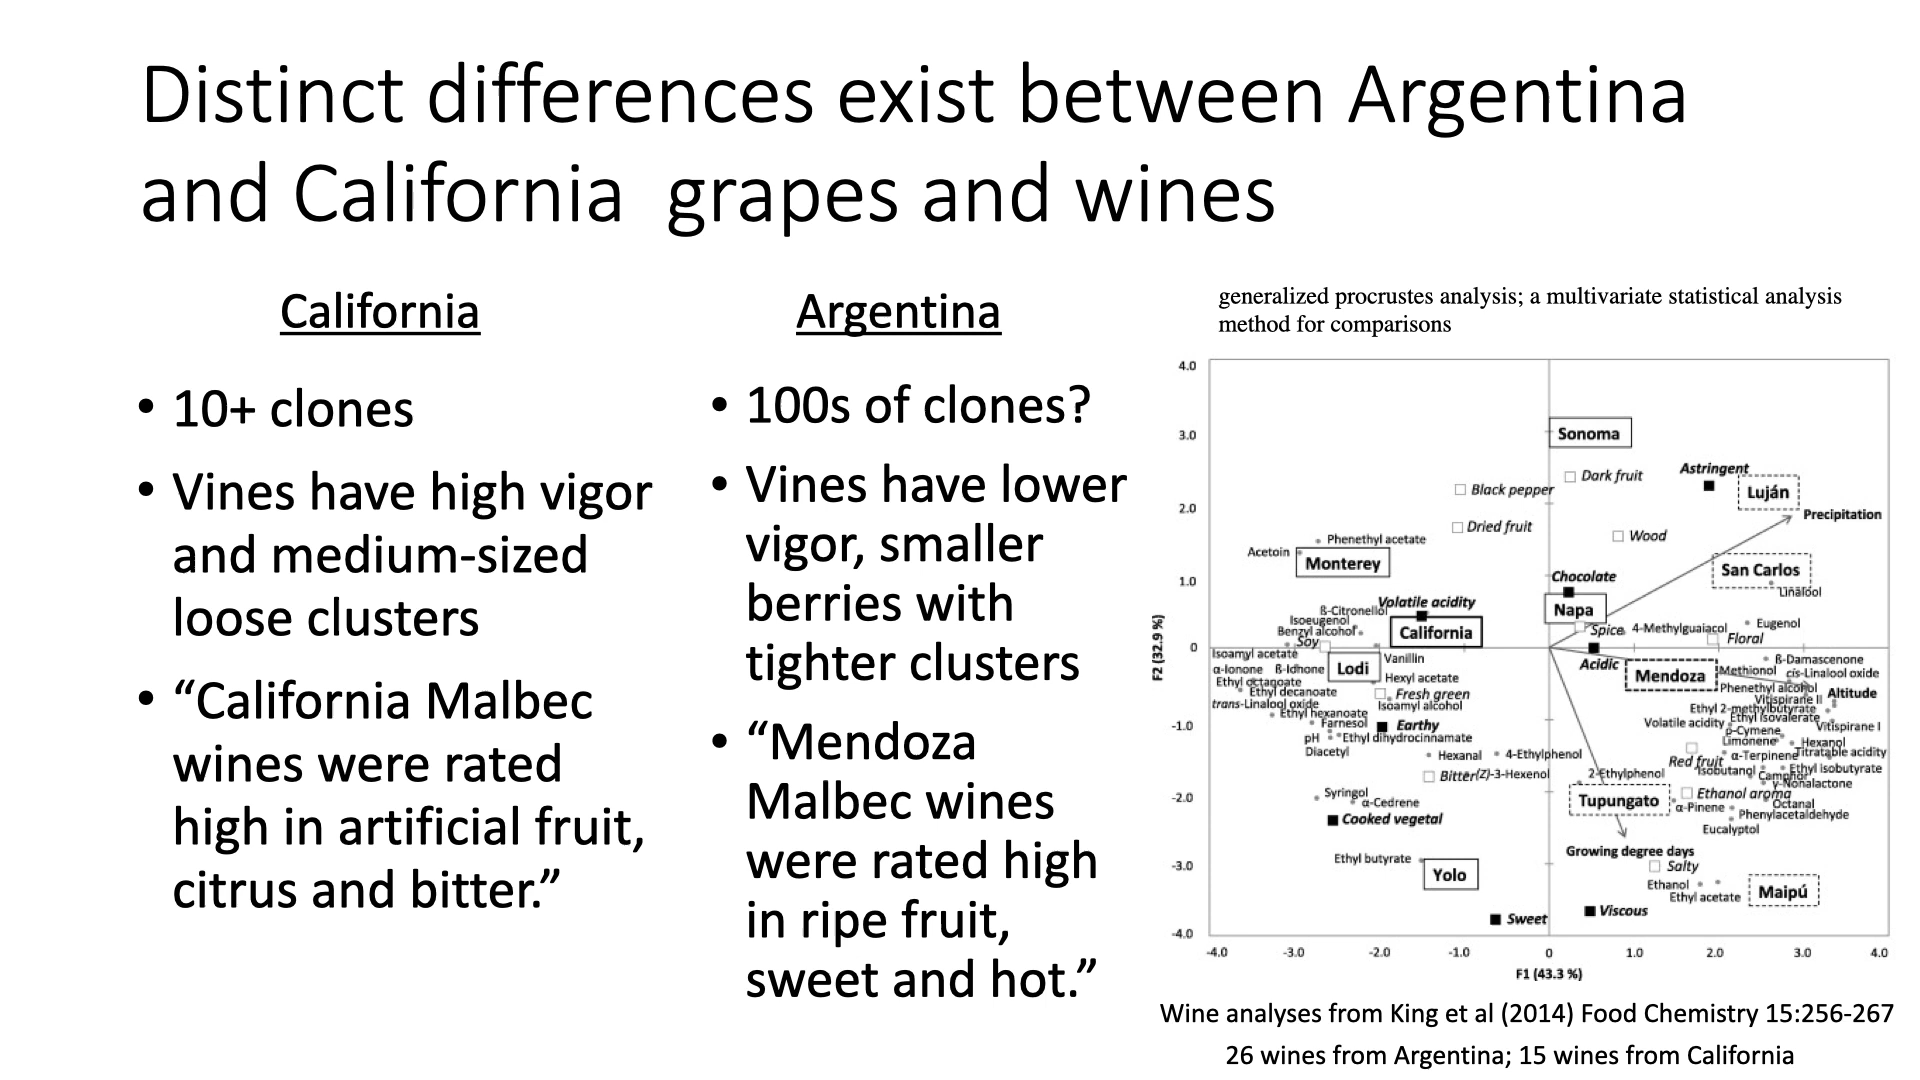 Distinct differences exist between Argentina
and California grapes and wines
California
• 10+ clones
• Vines have high vigor
and medium-sized
loose clusters
• “California Malbec
wines were rated
high in artificial fruit,
citrus and bitter.”
Argentina
• 100s of clones?
• Vines have lower
vigor, smaller
berries with
tighter clusters
• “Mendoza
Malbec wines
were rated high
in ripe fruit,
sweet and hot.”
generalized procrustes analysis; a multivariate statistical analysis
method for comparisons
4.0
3.0
2.0
1.0
0
-1.0
-2.0
-3.0
-4.0
F2 (32.9 %)
Sonoma
Astringent
Dark fruit
Black pepper
Luján
Precipitation
Dried fruit
Wood
Phenethyl acetate
Acetoin
Monterey
San Carlos
Chocolate
Linalool
Volatile acidity
Napa
ß-Citronellol
Isoeugenol
Benzyl alcohol
California
Spice
4-Methylguaiacol
Eugenol
Floral
Soy
Isoamyl acetate
Vanillin
Acidic
ß-Damascenone
α-Ionone
ß-Idhone
Lodi
Mendoza
Methionol
cis-Linalool oxide
Ethyl octanoate
Hexyl acetate
Phenethyl alcohol
Altitude
Ethyl decanoate
Fresh green
Vitispirane II
trans-Linalool oxide
Isoamyl alcohol
Ethyl 2-methylbutyrate
Ethyl hexanoate
Ethyl Isovalerate
Farnesol
Earthy
Volatile acidity
Vitispirane I
p-Cymene
pH
Ethyl dihydrocinnamate
Limonene
Hexanol
Diacetyl
Hexanal
4-Ethylphenol
α-Terpinene
Titratable acidity
Red fruit
Bitter
(Z)-3-Hexenol
2-Ethylphenol
Isobutanol
Camphor
Ethyl isobutyrate
γ-Nonalactone
Syringol
α-Cedrene
Tupungato
Ethanol aroma
α-Pinene
Octanal
Cooked vegetal
Phenylacetaldehyde
Eucalyptol
Ethyl butyrate
Growing degree days
Yolo
Salty
Ethanol
Ethyl acetate
Maipú
Sweet
Viscous
-4.0 -3.0 -2.0 -1.0 0 1.0 2.0 3.0 4.0
F1 (43.3 %)
Wine analyses from King et al (2014) Food Chemistry 15:256-267
26 wines from Argentina; 15 wines from California